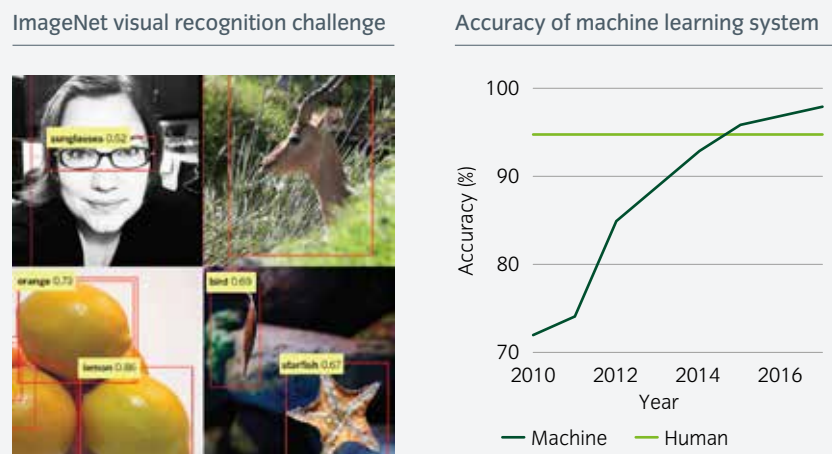 ImageNet visual recognition challenge
sunglasses 0.52
orange 0.73
bird 0.69
lemon 0.86
starfish 0.67
Accuracy of machine learning system
100
90
80
70
Accuracy (%)
2010 2012 2014 2016
Year
Machine Human